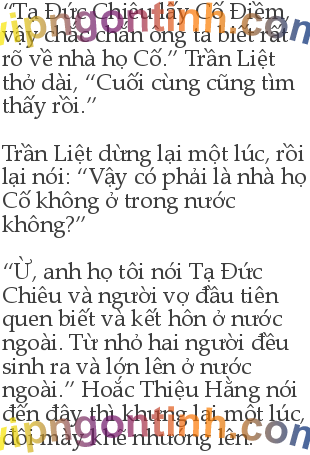 “Tạ Đức Chiêu lấy Cố Điềm,
vậy chắc chắn ông ta biết rất
rõ về nhà họ Cố.” Trần Liệt
thở dài, “Cuối cùng cũng tìm
thấy rồi.”
Trần Liệt dừng lại một lúc, rồi
lại nói: “Vậy có phải là nhà họ
Cố không ở trong nước
không?”
“Ừ, anh họ tôi nói Tạ Đức
Chiêu và người vợ đầu tiên
quen biết và kết hôn ở nước
ngoài. Từ nhỏ hai người đều
sinh ra và lớn lên ở nước
ngoài.” Hoắc Thiệu Hằng nói
đến đây thì khựng lại một lúc,
đôi mày khẽ nhướng lên.
vipngontinh.com
vipngontinh.com